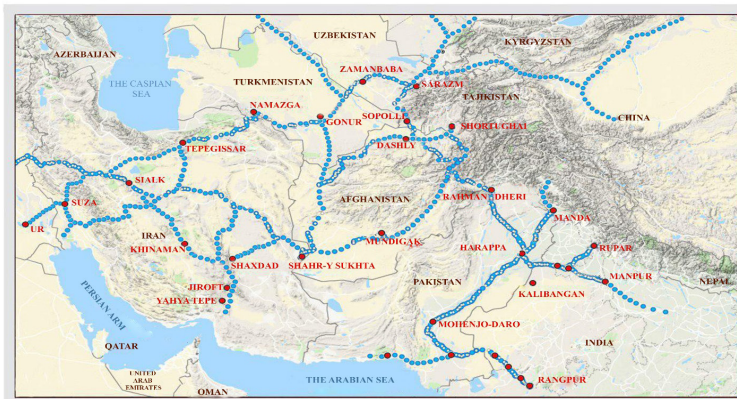 UZBEKISTAN
KYRGYZSTAN
AZERBAIJAN
ZAMANBABA
THE CASPIAN
SEA
TURKMENISTAN
SARAZM
TAJIKISTAN
NAMAZGA
SOPOLLI
GONUR
SHORTUGHAI
CHINA
TEPEGISSAR
DASHLY
SIALK
AFGHANISTAN
RAHMAN DHERI
SUZA
MANDA
UR
IRAN
MUNDIGAK
HARAPPA
RUPAR
KHINAMAN
SHAXDAD
SHAHR-Y SUKHTA
MANPUR
NEPAL
JIROFT
PAKISTAN
KALIBANGAN
PERSIAN ARM
YAHYA TEPE
MOHENJO-DARO
QATAR
INDIA
UNITED
ARAB
EMIRATES
THE ARABIAN SEA
RANGPUR
OMAN